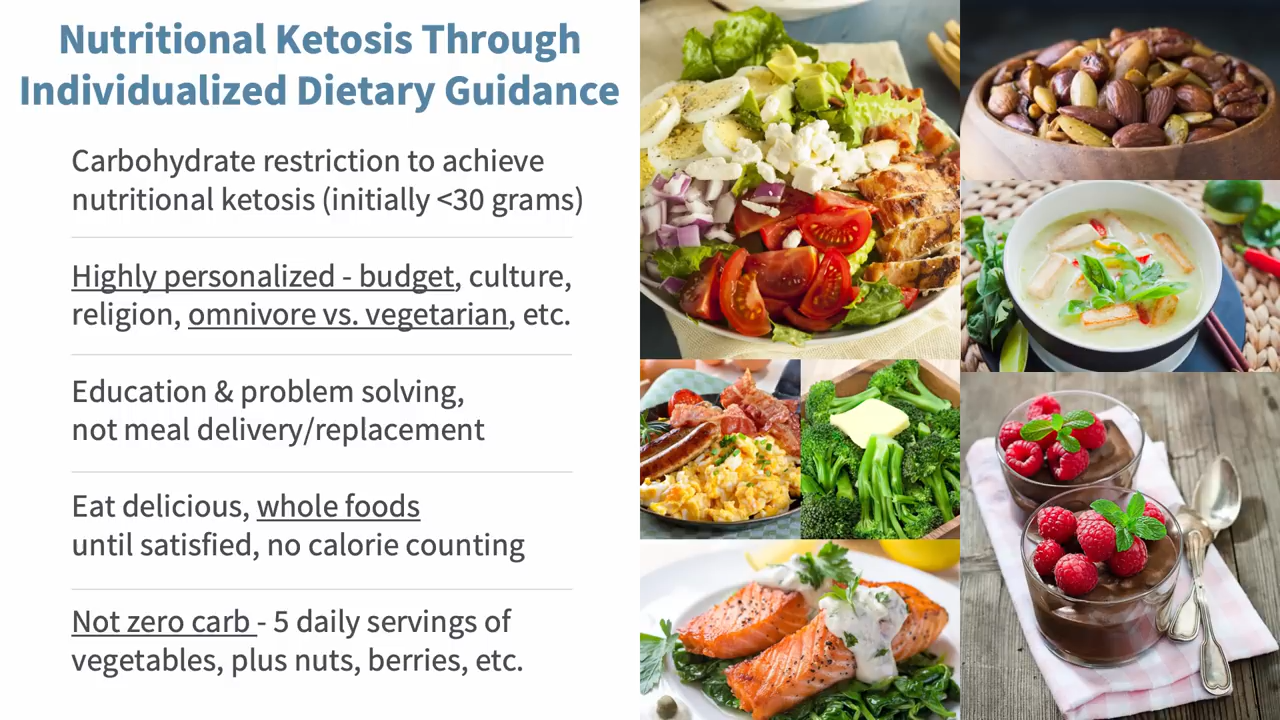 Nutritional Ketosis Through
Individualized Dietary Guidance
Carbohydrate restriction to achieve
nutritional ketosis (initially <30 grams)
Highly personalized - budget, culture,
religion, omnivore vs. vegetarian, etc.
Education & problem solving,
not meal delivery/replacement
Eat delicious, whole foods
until satisfied, no calorie counting
Not zero carb - 5 daily servings of
vegetables, plus nuts, berries, etc.